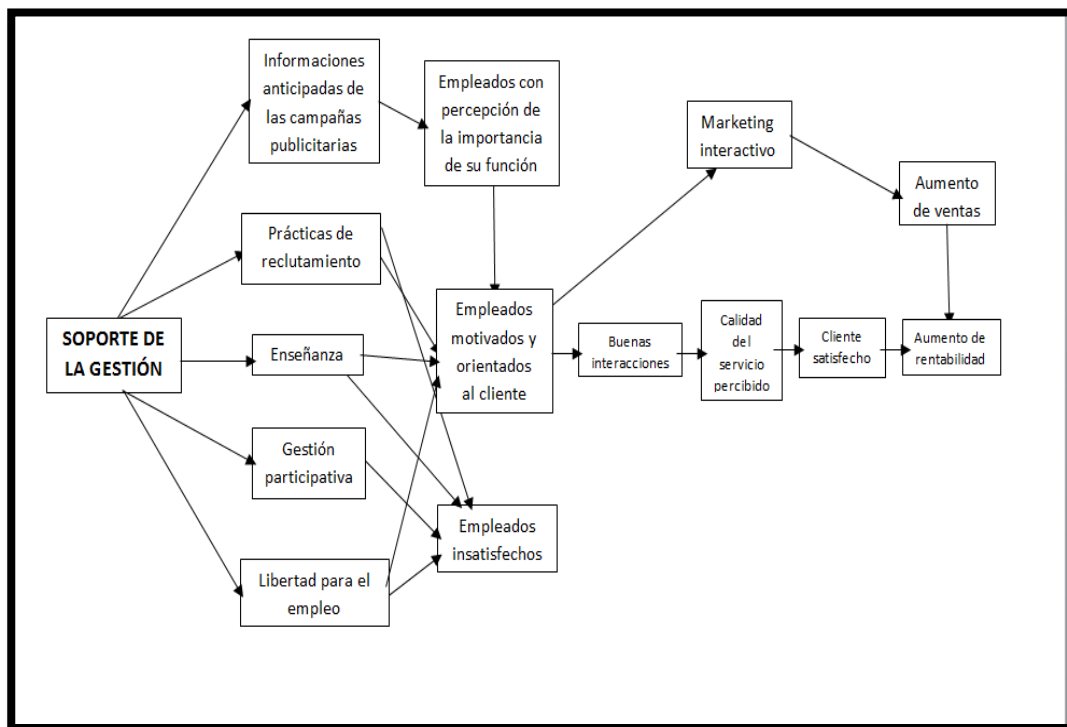 Informaciones
anticipadas de
las campañas
publicitarias
Empleados con
percepción de
la importancia
de su función
Marketing
interactivo
Aumento
de ventas
Prácticas de
reclutamiento
SOPORTE DE
LA GESTIÓN
Enseñanza
Empleados
motivados y
orientados
al cliente
Buenas
interacciones
Calidad
del
servicio
percibido
Cliente
satisfecho
Aumento de
rentabilidad
Gestión
participativa
Empleados
insatisfechos
Libertad para el
empleo